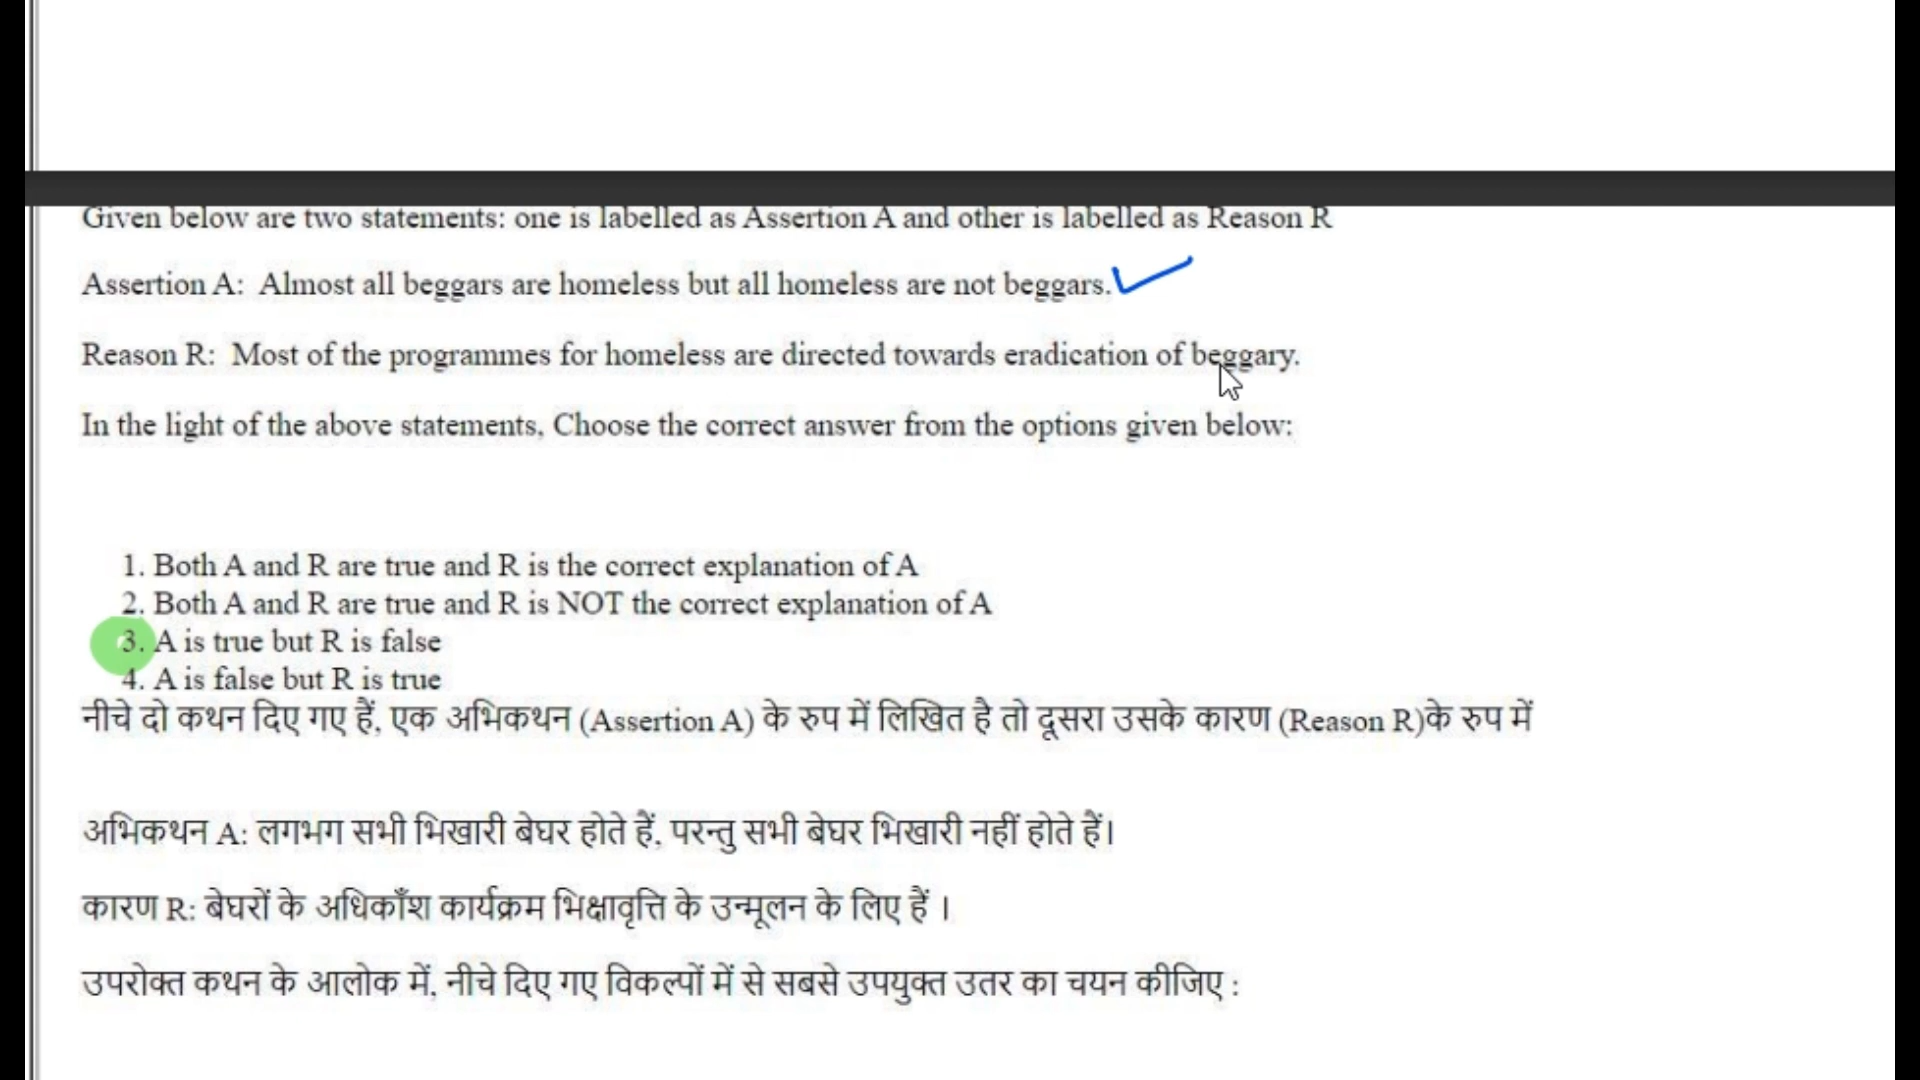 Given below are two statements: one is labelled as Assertion A and other is labelled as Reason R
Assertion A: Almost all beggars are homeless but all homeless are not beggars.
Reason R: Most of the programmes for homeless are directed towards eradication of beggary.
In the light of the above statements, Choose the correct answer from the options given below:
1. Both A and R are true and R is the correct explanation of A
2. Both A and R are true and R is NOT the correct explanation of A
3. A is true but R is false
4. A is false but R is true
नीचे दो कथन दिए गए हैं, एक अभिकथन (Assertion A) के रुप में लिखित है तो दूसरा उसके कारण (Reason R)के रुप में
अभिकथन A: लगभग सभी भिखारी बेघर होते हैं, परन्तु सभी बेघर भिखारी नहीं होते हैं।
कारण R: बेघरों के अधिकाँश कार्यक्रम भिक्षावृत्ति के उन्मूलन के लिए हैं ।
उपरोक्त कथन के आलोक में, नीचे दिए गए विकल्पों में से सबसे उपयुक्त उतर का चयन कीजिए :